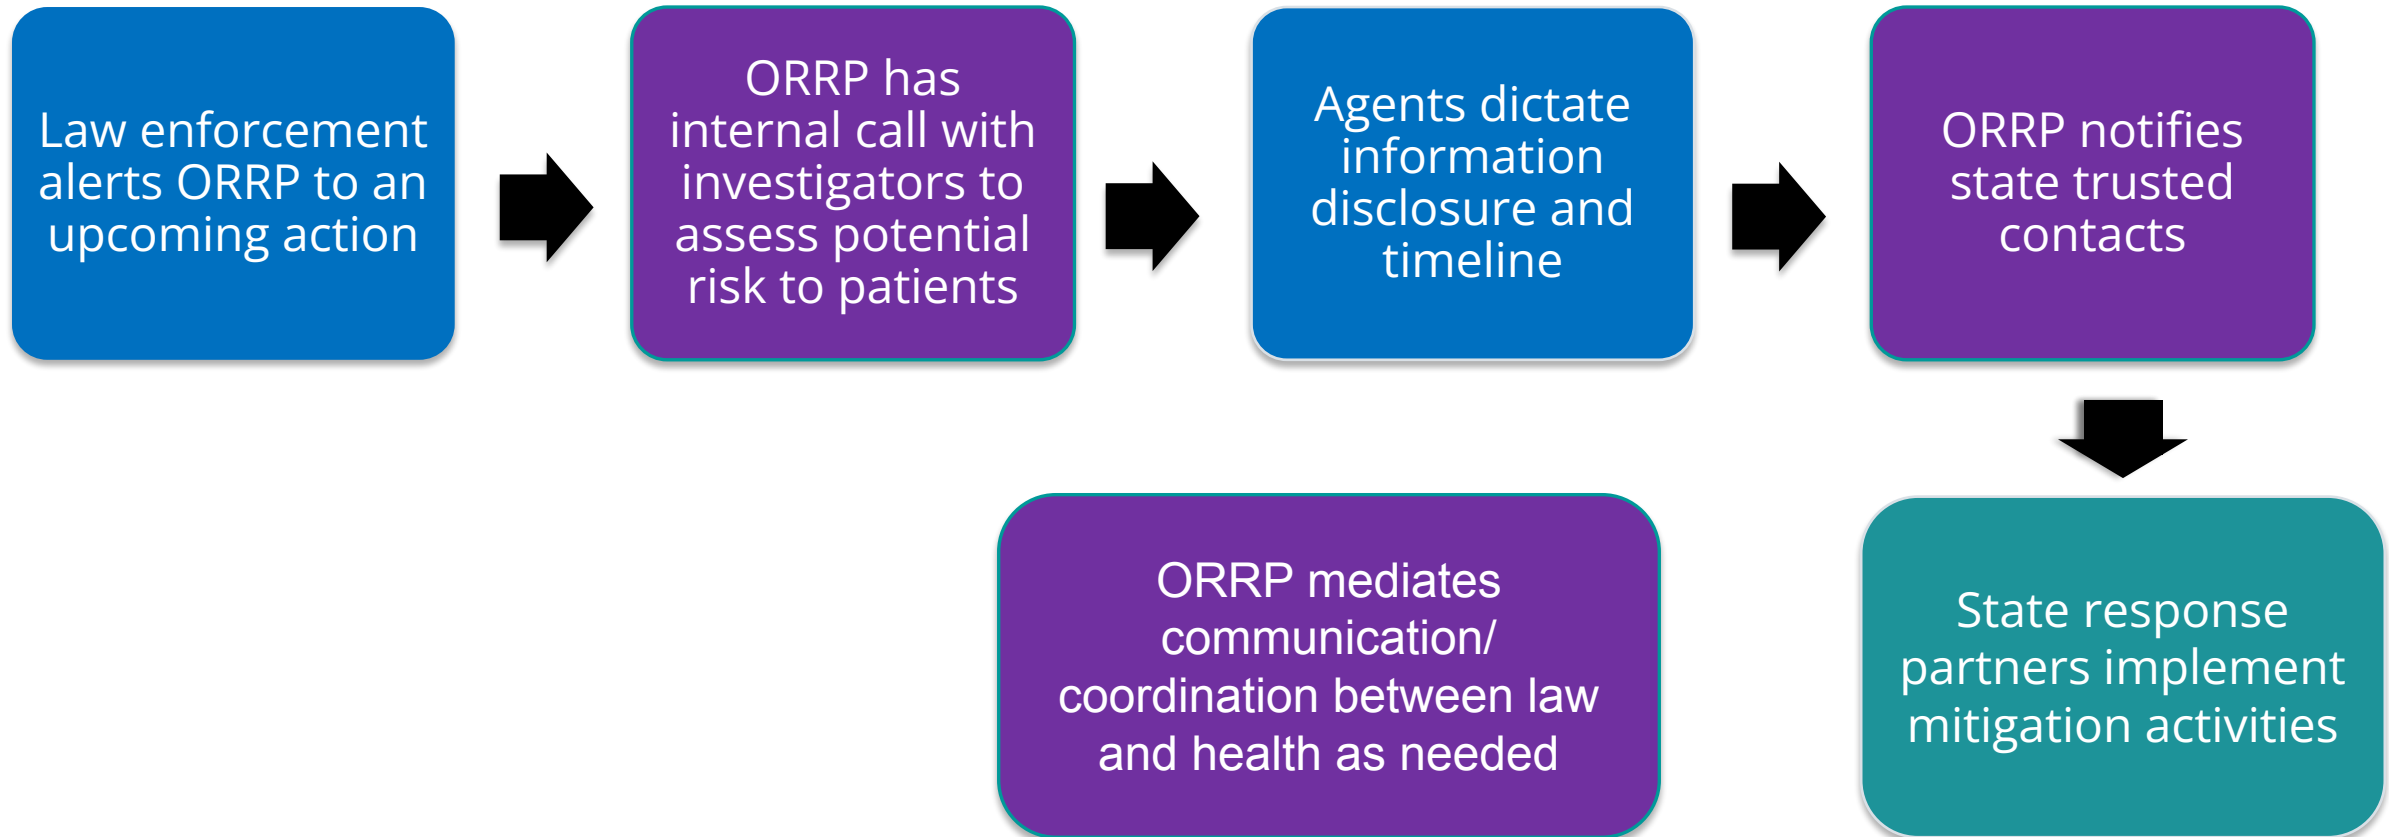 Law enforcement
alerts ORRP to an
upcoming action
ORRP has
internal call with
investigators to
assess potential
risk to patients
Agents dictate
information
disclosure and
timeline
ORRP notifies
state trusted
contacts
ORRP mediates
communication/
coordination between law
and health as needed
State response
partners implement
mitigation activities